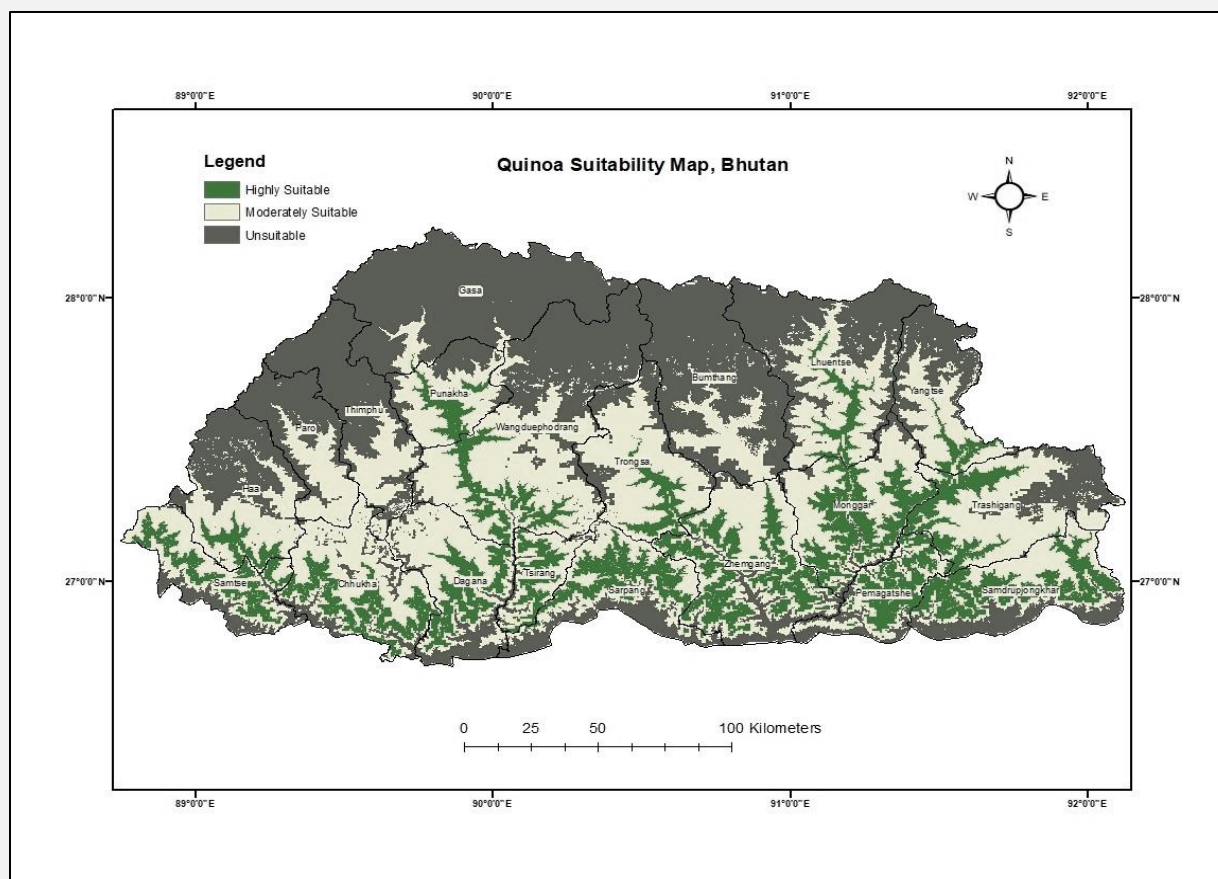 89°0'0"E
90°0'0"E
91°0'0"E
92°0'0"E
Legend
Highly Suitable
Moderately Suitable
Unsuitable
Quinoa Suitability Map, Bhutan
N
W
E
S
28°0'0"N
28°0'0"N
Gasa
Lhuentse
Bumthang
Yangtse
Punakha
Thimphu
Paro
Wangduephodrang
Trongsa
Haa
Monggar
Trashigang
27°0'0"N
27°0'0"N
Samtse
Chhukha
Dagana
Tsirang
Sarpang
Zhemgang
Pemagatshel
Samdrupjongkhar
0
25
50
100 Kilometers
89°0'0"E
90°0'0"E
91°0'0"E
92°0'0"E